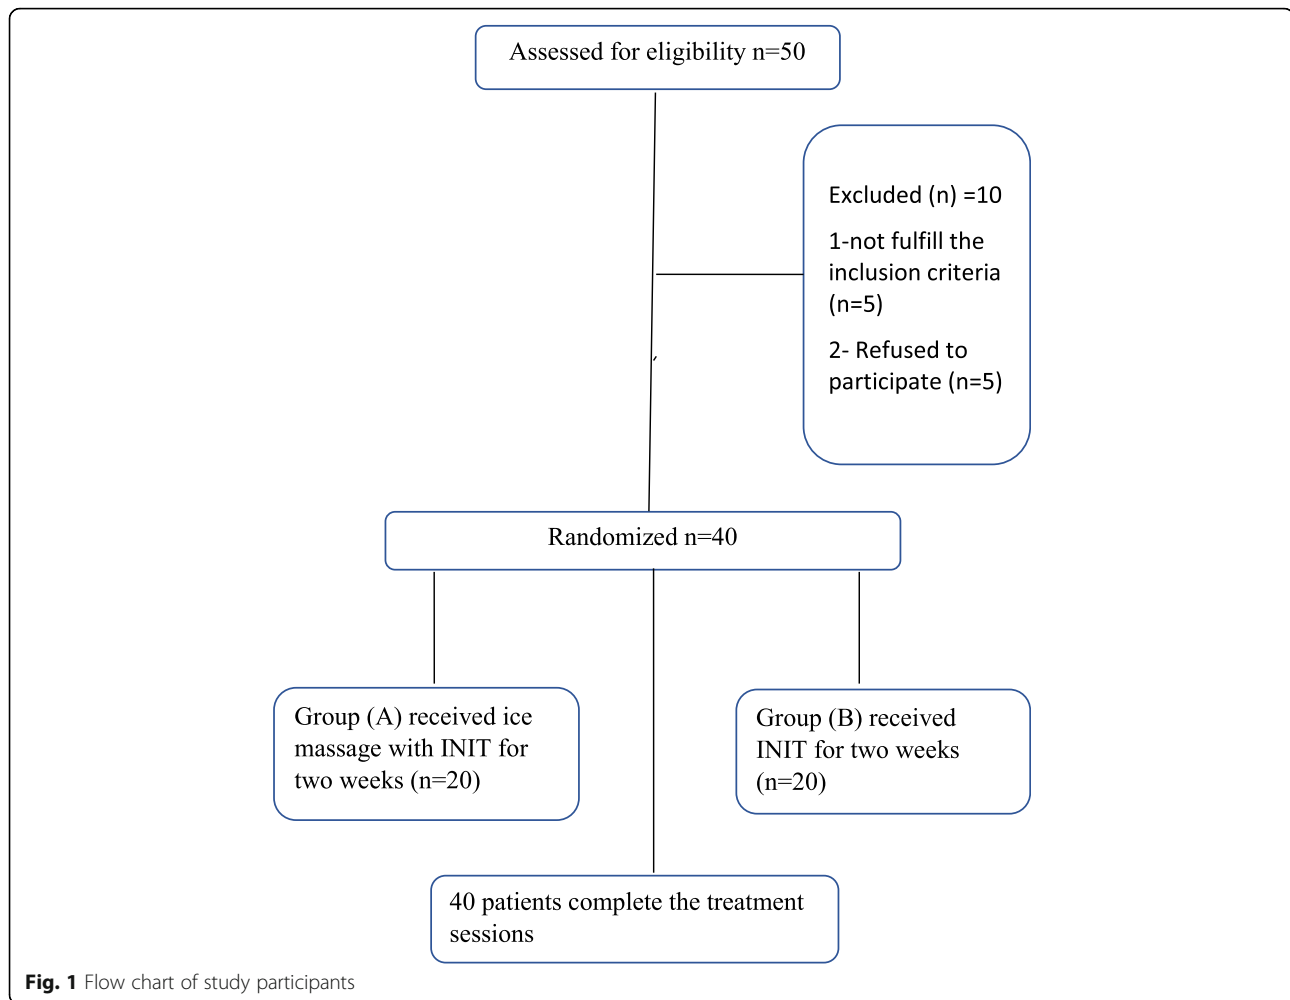 Assessed for eligibility n=50
Excluded (n) =10
1-not fulfill the
inclusion criteria
(n=5)
2- Refused to
participate (n=5)
Randomized n=40
Group (A) received ice
massage with INIT for
two weeks (n=20)
Group (B) received
INIT for two weeks
(n=20)
40 patients complete the treatment
sessions
Fig. 1 Flow chart of study participants